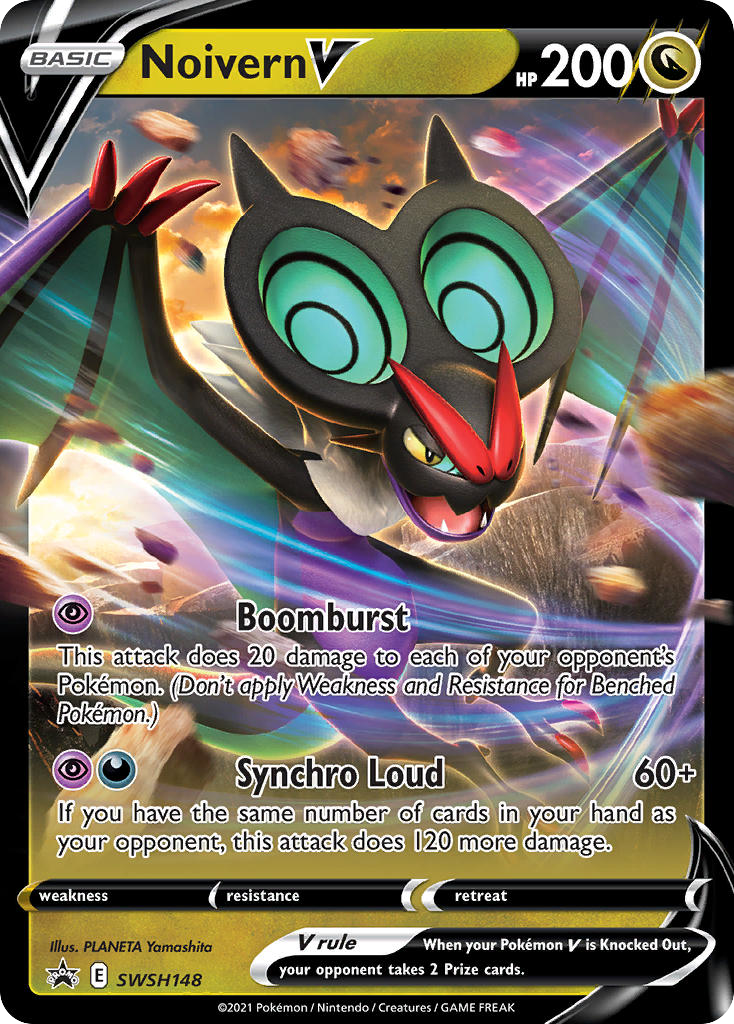 BASIC
Noivern V
HP 200
Boomburst
This attack does 20 damage to each of your opponent's
Pokémon. (Don't apply Weakness and Resistance for Benched
Pokémon.)
Synchro Loud 60+
If you have the same number of cards in your hand as
your opponent, this attack does 120 more damage.
weakness resistance retreat
Illus. PLANETA Yamashita
V rule When your Pokémon V is Knocked Out,
your opponent takes 2 Prize cards.
PROMO E SWSH148
©2021 Pokémon / Nintendo / Creatures / GAME FREAK